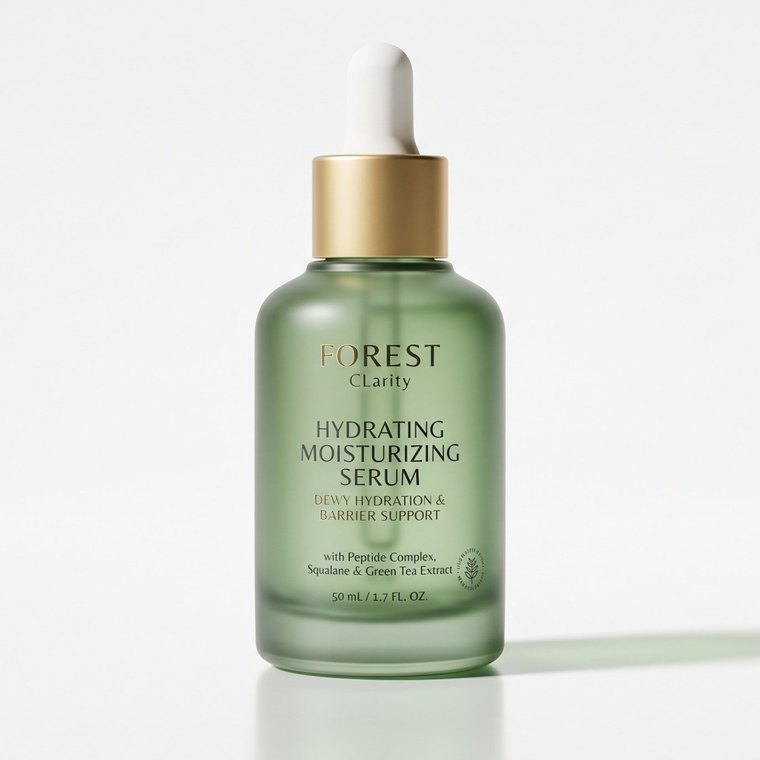 FOREST
CLarity
HYDRATING
MOISTURIZING
SERUM
DEWY HYDRATION &
BARRIER SUPPORT
with Peptide Complex,
Squalane & Green Tea Extract
50 mL / 1.7 FL. OZ.